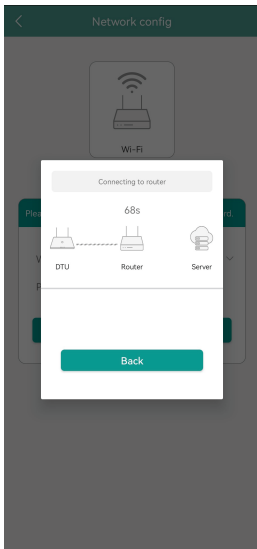 Network config
Wi-Fi
Connecting to router
68s
DTU Router Server
Back